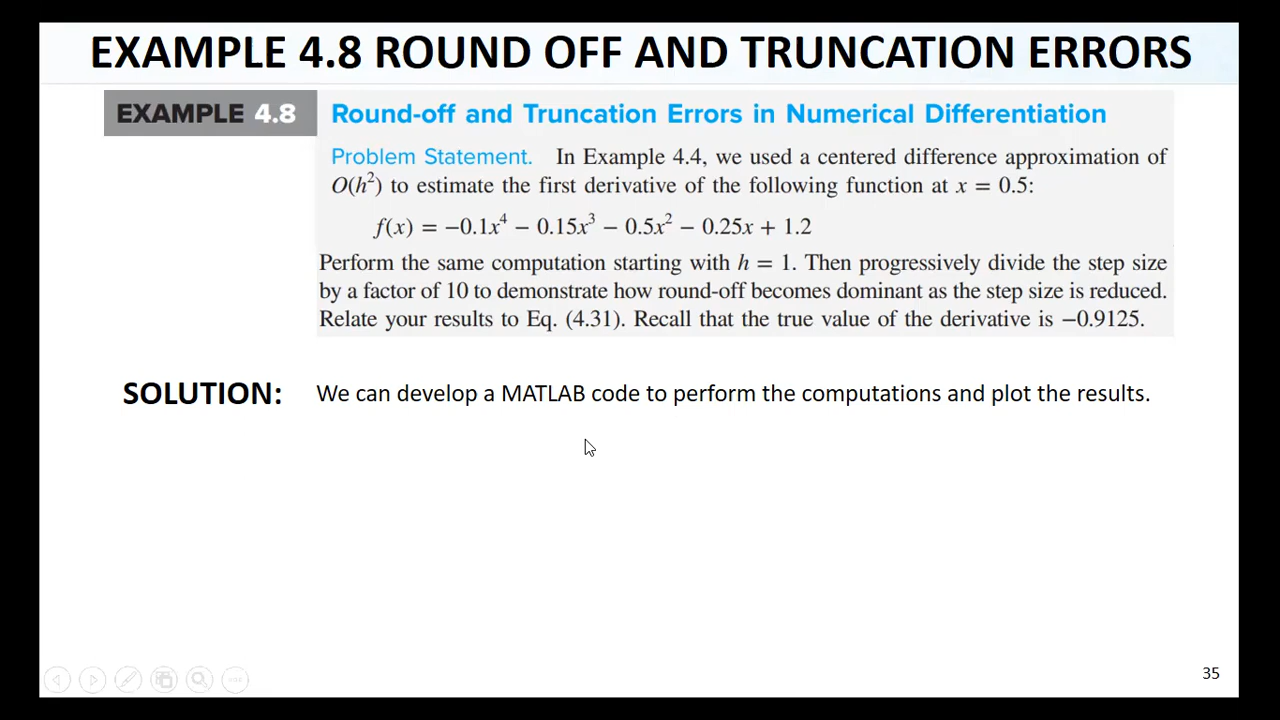 EXAMPLE 4.8 ROUND OFF AND TRUNCATION ERRORS
EXAMPLE 4.8 Round-off and Truncation Errors in Numerical Differentiation
Problem Statement. In Example 4.4, we used a centered difference approximation of
O(h²) to estimate the first derivative of the following function at x = 0.5:
f(x) = −0.1x⁴ − 0.15x³ − 0.5x² − 0.25x + 1.2
Perform the same computation starting with h = 1. Then progressively divide the step size
by a factor of 10 to demonstrate how round-off becomes dominant as the step size is reduced.
Relate your results to Eq. (4.31). Recall that the true value of the derivative is −0.9125.
SOLUTION: We can develop a MATLAB code to perform the computations and plot the results.
35